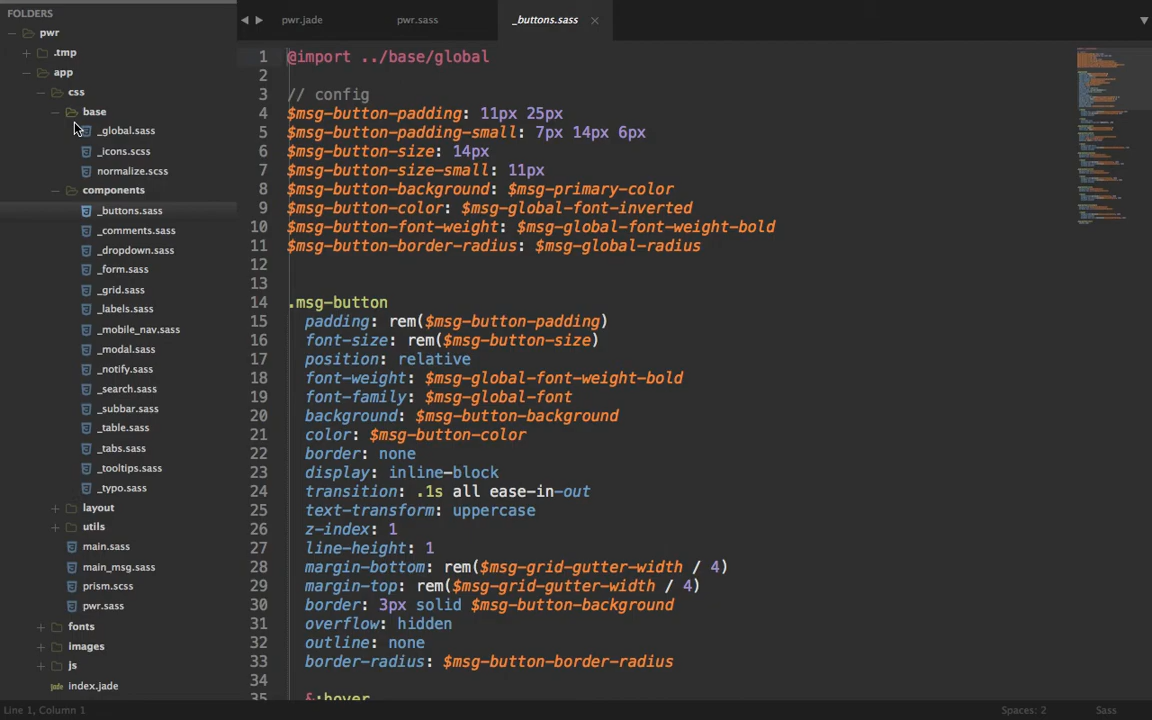 FOLDERS
pwr
.tmp
app
css
base
_global.sass
_icons.scss
normalize.scss
components
_buttons.sass
_comments.sass
_dropdown.sass
_form.sass
_grid.sass
_labels.sass
_mobile_nav.sass
_modal.sass
_notify.sass
_search.sass
_subbar.sass
_table.sass
_tabs.sass
_tooltips.sass
_typo.sass
layout
utils
main.sass
main_msg.sass
prism.scss
pwr.sass
fonts
images
js
index.jade
pwr.jade pwr.sass _buttons.sass
1 @import ../base/global
2
3 // config
4 $msg-button-padding: 11px 25px
5 $msg-button-padding-small: 7px 14px 6px
6 $msg-button-size: 14px
7 $msg-button-size-small: 11px
8 $msg-button-background: $msg-primary-color
9 $msg-button-color: $msg-global-font-inverted
10 $msg-button-font-weight: $msg-global-font-weight-bold
11 $msg-button-border-radius: $msg-global-radius
12
13
14 .msg-button
15 padding: rem($msg-button-padding)
16 font-size: rem($msg-button-size)
17 position: relative
18 font-weight: $msg-global-font-weight-bold
19 font-family: $msg-global-font
20 background: $msg-button-background
21 color: $msg-button-color
22 border: none
23 display: inline-block
24 transition: .1s all ease-in-out
25 text-transform: uppercase
26 z-index: 1
27 line-height: 1
28 margin-bottom: rem($msg-grid-gutter-width / 4)
29 margin-top: rem($msg-grid-gutter-width / 4)
30 border: 3px solid $msg-button-background
31 overflow: hidden
32 outline: none
33 border-radius: $msg-button-border-radius
34
35 &:hover
Line 1, Column 1 Spaces: 2 Sass